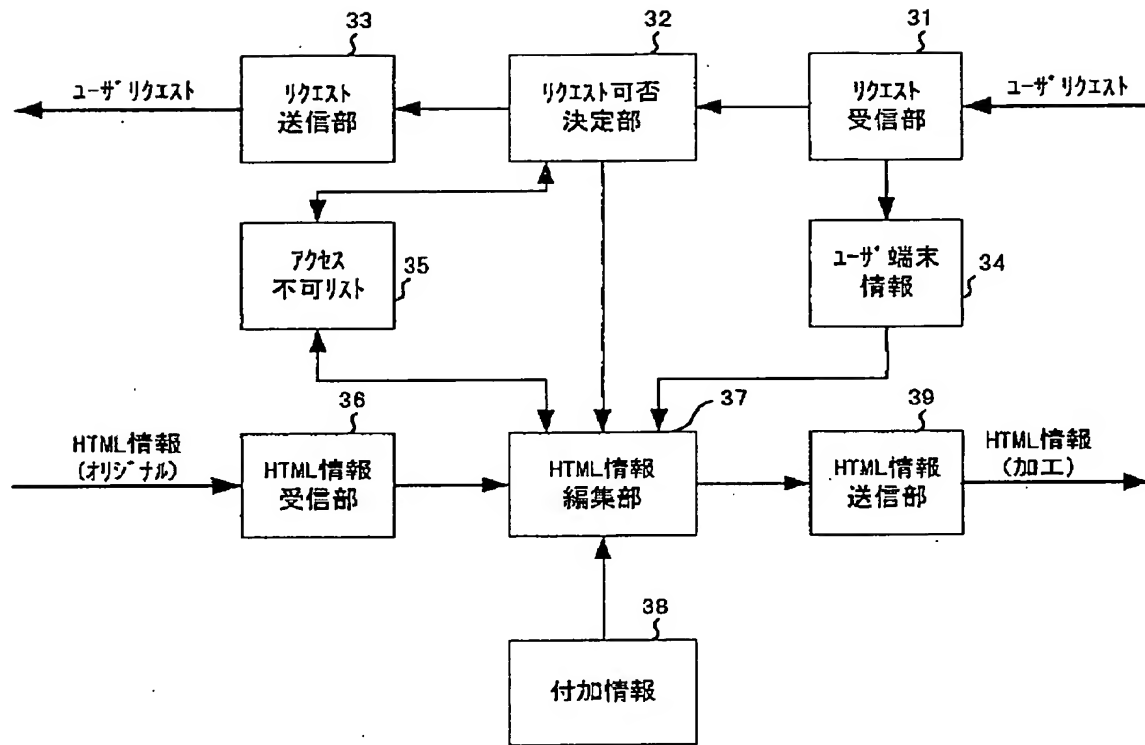 33
32
31
ユーザリクエスト
リクエスト
送信部
リクエスト可否
決定部
リクエスト
受信部
ユーザリクエスト
アクセス
不可リスト
35
ユーザ端末
情報
34
36
37
39
HTML情報
(オリジナル)
HTML情報
受信部
HTML情報
編集部
HTML情報
送信部
HTML情報
(加工)
38
付加情報